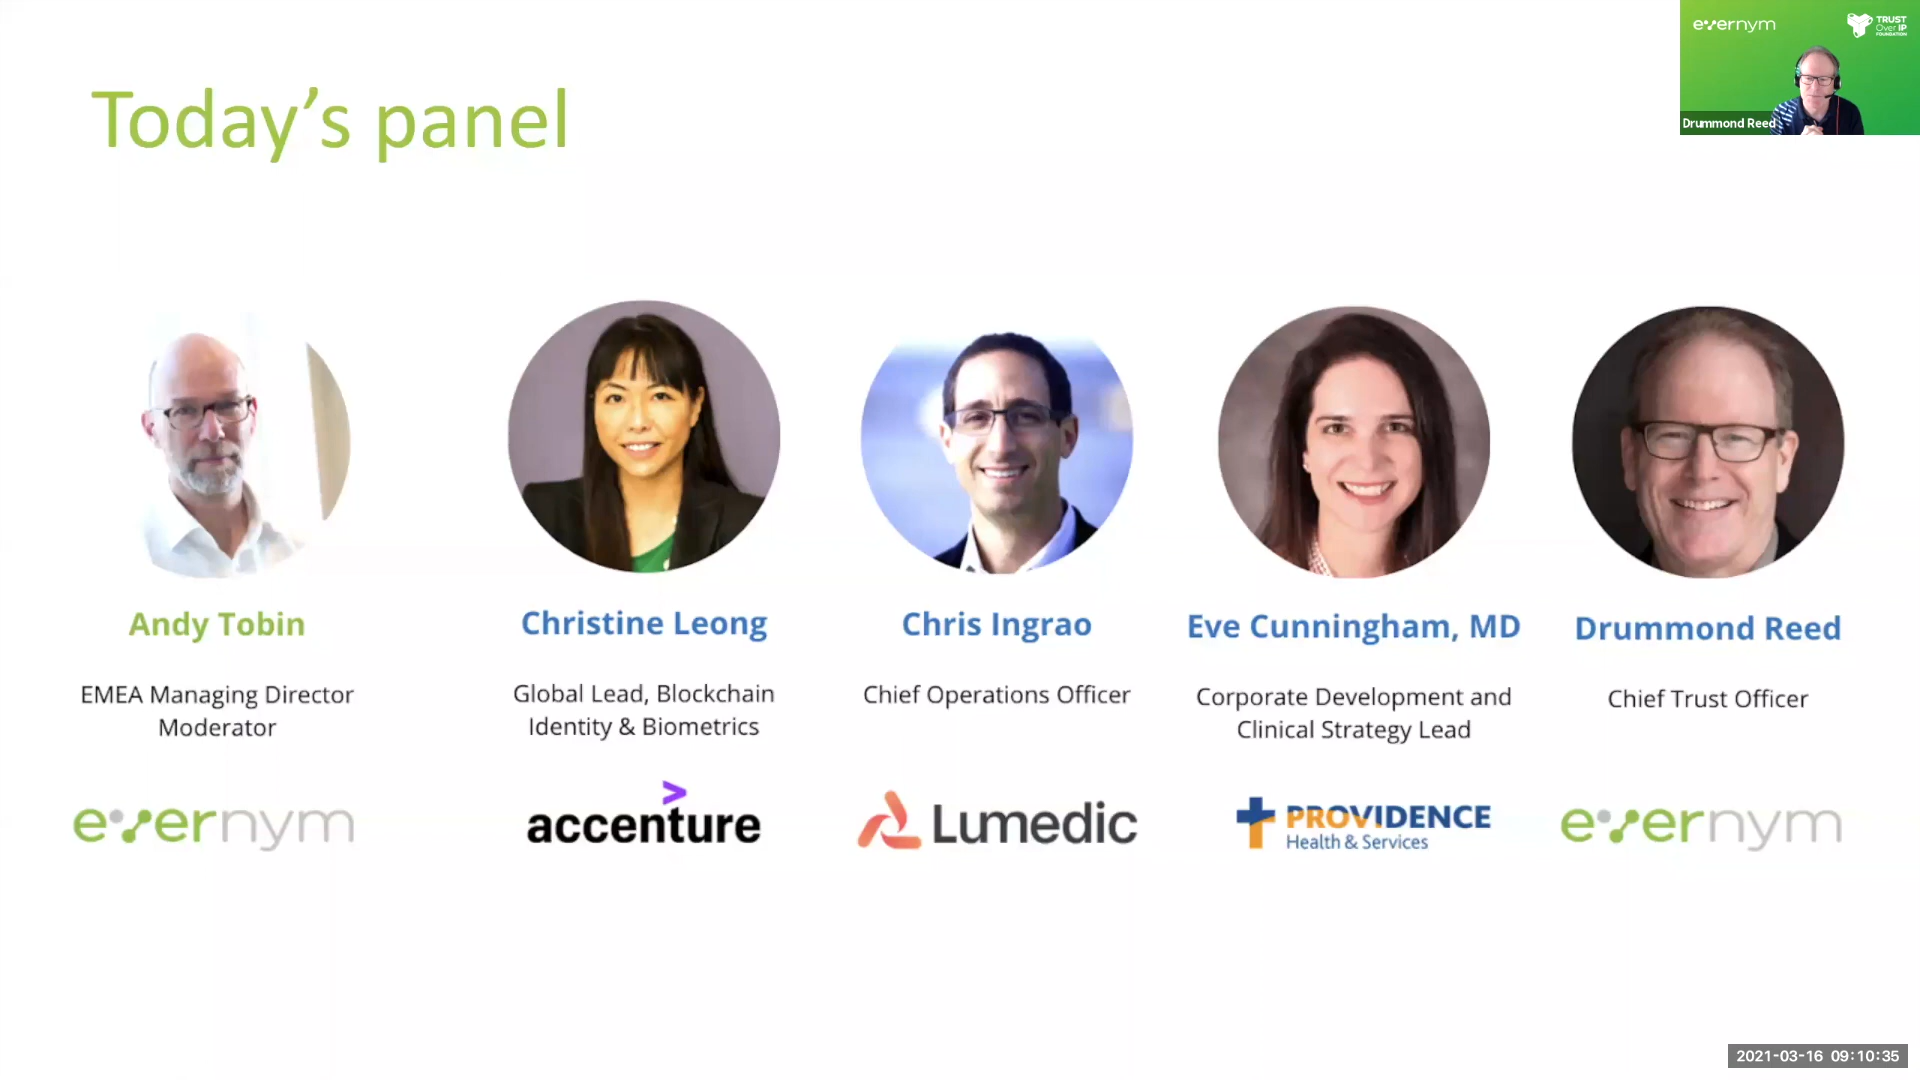 evernym
TRUST
Over IP
FOUNDATION
Drummond Reed
Today's panel
Andy Tobin
EMEA Managing Director
Moderator
evernym
Christine Leong
Global Lead, Blockchain
Identity & Biometrics
accenture
Chris Ingrao
Chief Operations Officer
Lumedic
Eve Cunningham, MD
Corporate Development and
Clinical Strategy Lead
PROVIDENCE
Health & Services
Drummond Reed
Chief Trust Officer
evernym
2021-03-16 09:10:35